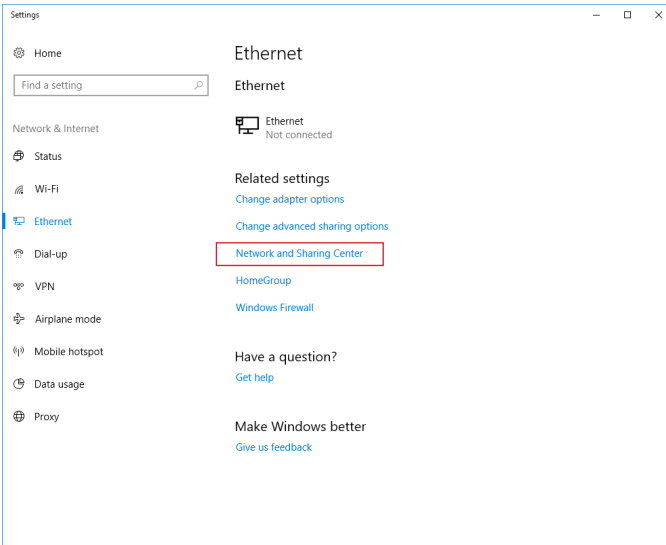 Settings
Home
Find a setting
Network & Internet
Status
Wi-Fi
Ethernet
Dial-up
VPN
Airplane mode
Mobile hotspot
Data usage
Proxy
Ethernet
Ethernet
Ethernet
Not connected
Related settings
Change adapter options
Change advanced sharing options
Network and Sharing Center
HomeGroup
Windows Firewall
Have a question?
Get help
Make Windows better
Give us feedback